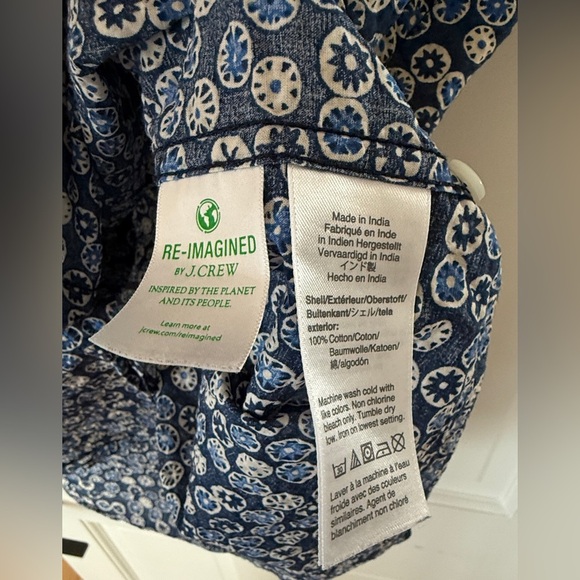 RE-IMAGINED
BY J.CREW
INSPIRED BY THE PLANET
AND ITS PEOPLE.
Learn more at
jcrew.com/reimagined
Made in India
Fabriqué en Inde
in Indien Hergestellt
Vervaardigd in India
インド製
Hecho en India
Shell/Extérieur/Oberstoff/
Buitenkant/シェル/tela
exterior:
100% Cotton/Coton/
Baumwolle/Katoen/
綿/algodón
Machine wash cold with
like colors. Non chlorine
bleach only. Tumble dry
low. Iron on lowest setting.
Laver à la machine à l'eau
froide avec des couleurs
similaires. Agent de
blanchiment non chloré